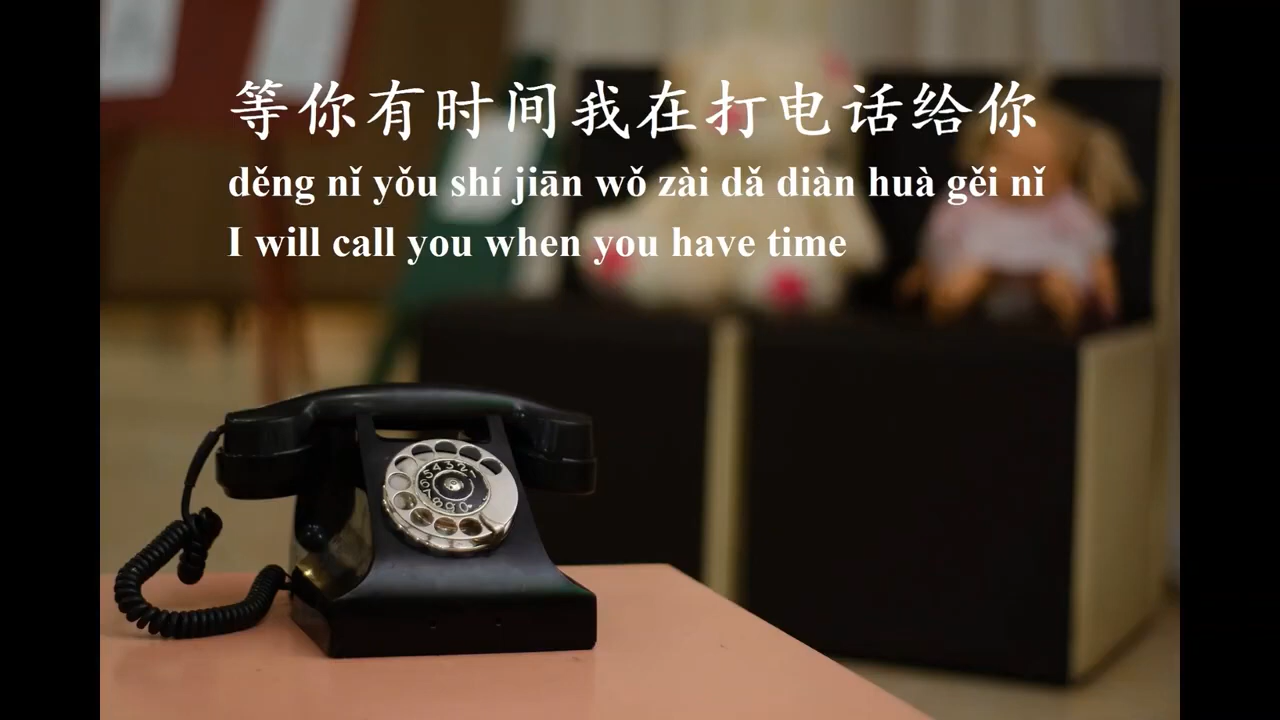 等你有时间我在打电话给你
děng nǐ yǒu shí jiān wǒ zài dǎ diàn huà gěi nǐ
I will call you when you have time